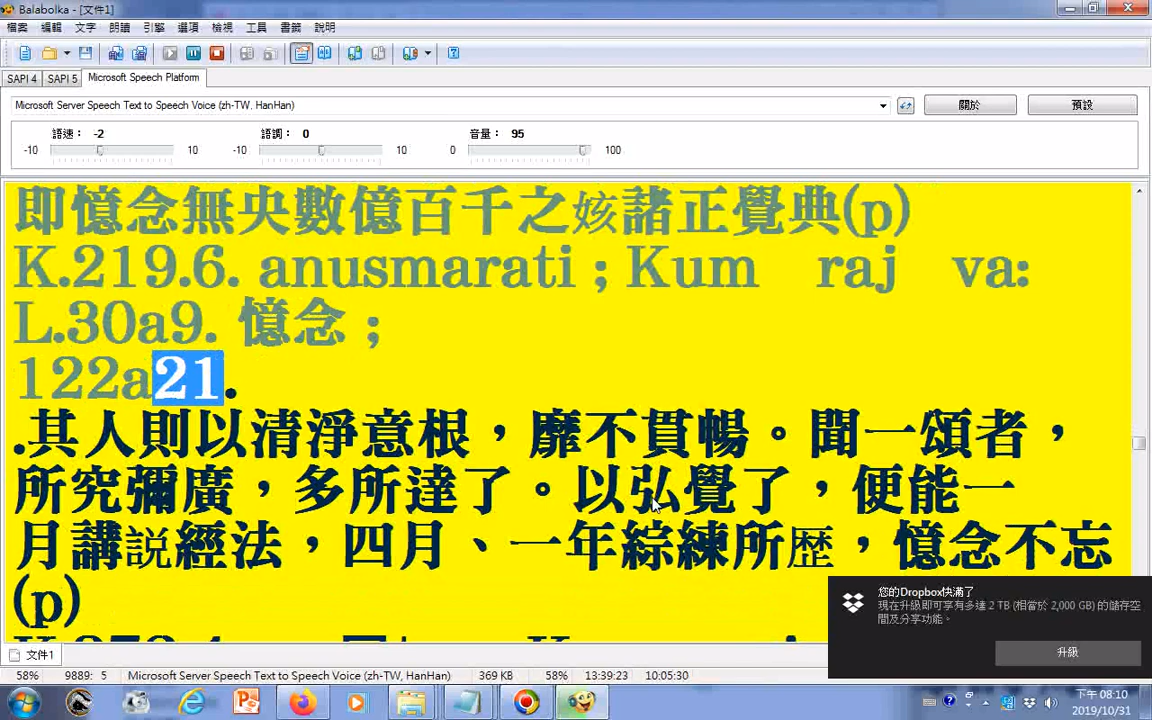 Balabolka - [文件1]
檔案 編輯 文字 朗讀 引擎 選項 檢視 工具 書籤 說明
SAPI 4 SAPI 5 Microsoft Speech Platform
Microsoft Server Speech Text to Speech Voice (zh-TW, HanHan) 關於 預設
語速： -2 語調： 0 音量： 95
-10 10 -10 10 0 100
即憶念無央數億百千之姟諸正覺典(p)
K.219.6. anusmarati ; Kum raj va:
L.30a9. 憶念；
122a21.
.其人則以清淨意根，靡不貫暢。聞一頌者，
所究彌廣，多所達了。以弘覺了，便能一
月講説經法，四月、一年綜練所歷，憶念不忘
(p)
您的Dropbox快滿了
現在升級即可享有多達 2 TB (相當於 2,000 GB) 的儲存空
間及分享功能。
升級
文件1
58% 9889: 5 Microsoft Server Speech Text to Speech Voice (zh-TW, HanHan) 369 KB 58% 13:39:23 10:05:30
下午 08:10
2019/10/31